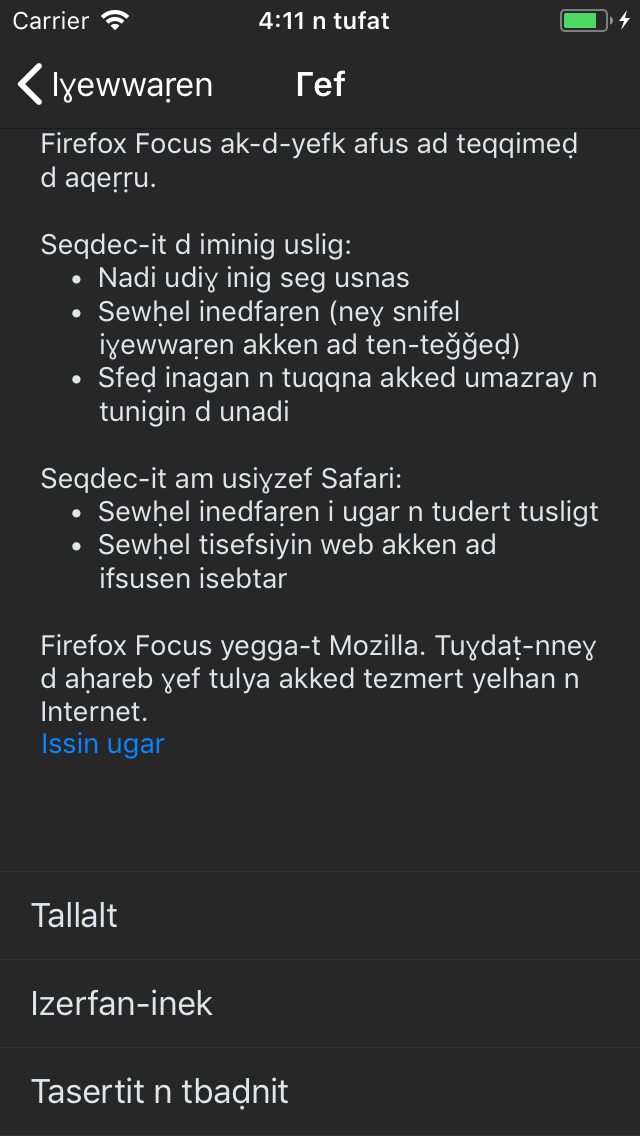 Carrier 4:11 n tufat
Iɣewwaṛen Γef
Firefox Focus ak-d-yefk afus ad teqqimeḍ
d aqeṛṛu.
Seqdec-it d iminig uslig:
• Nadi udiɣ inig seg usnas
• Sewḥel inedfaṛen (neɣ snifel
iɣewwaṛen akken ad ten-teǧǧeḍ)
• Sfeḍ inagan n tuqqna akked umazray n
tunigin d unadi
Seqdec-it am usiɣzef Safari:
• Sewḥel inedfaṛen i ugar n tudert tusligt
• Sewḥel tisefsiyin web akken ad
ifsusen isebtar
Firefox Focus yegga-t Mozilla. Tuɣdaṭ-nneɣ
d aḥareb ɣef tulya akked tezmert yelhan n
Internet.
Issin ugar
Tallalt
Izerfan-inek
Tasertit n tbaḍnit